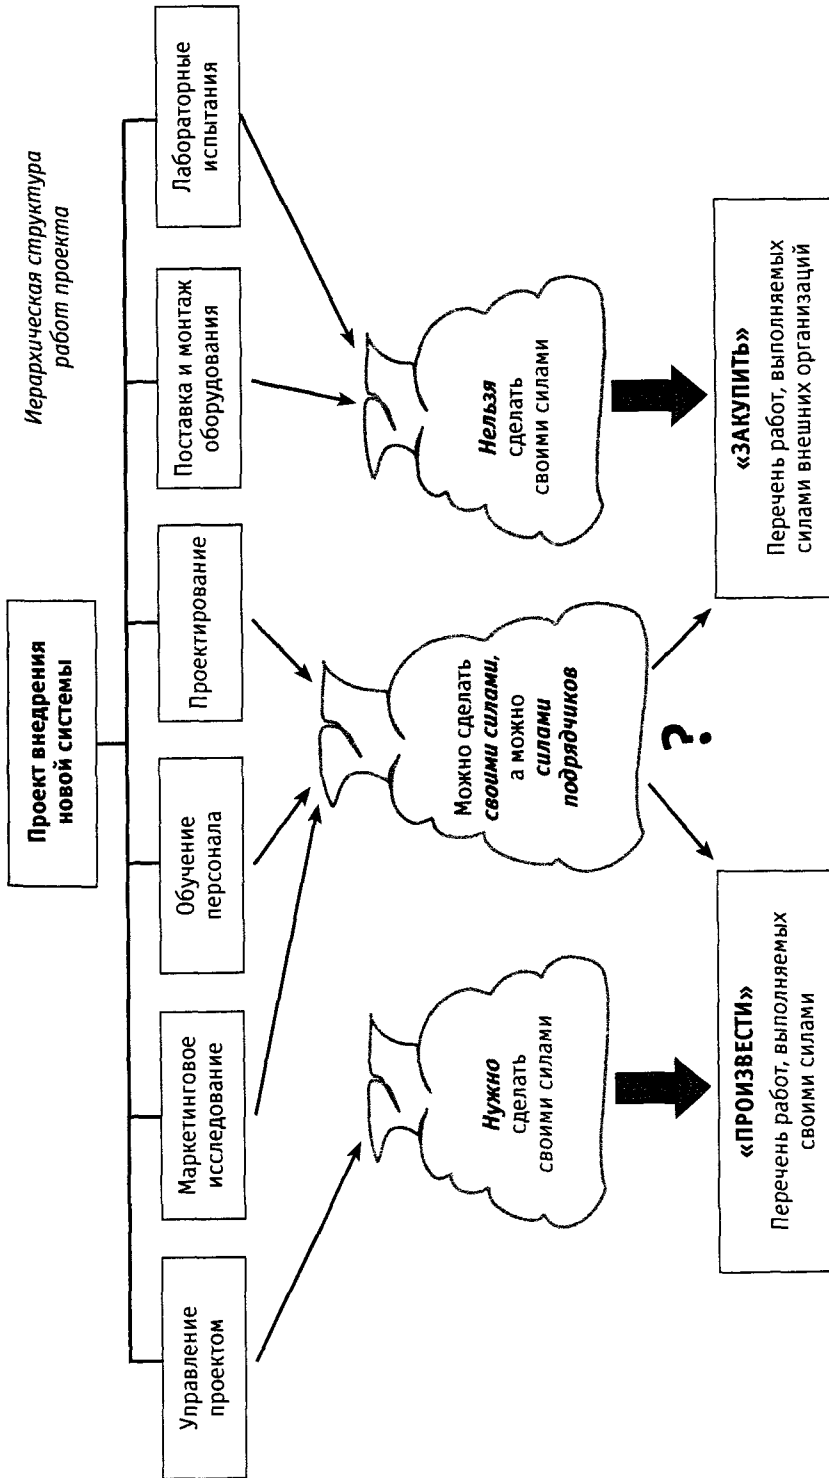 Иерархическая структура
работ проекта
Проект внедрения
новой системы
Управление
проектом
Маркетинговое
исследование
Обучение
персонала
Проектирование
Поставка и монтаж
оборудования
Лабораторные
испытания
Нужно
сделать
своими силами
Можно сделать
своими силами,
а можно
силами
подрядчиков
Нельзя
сделать
своими силами
?
«ПРОИЗВЕСТИ»
Перечень работ, выполняемых
своими силами
«ЗАКУПИТЬ»
Перечень работ, выполняемых
силами внешних организаций